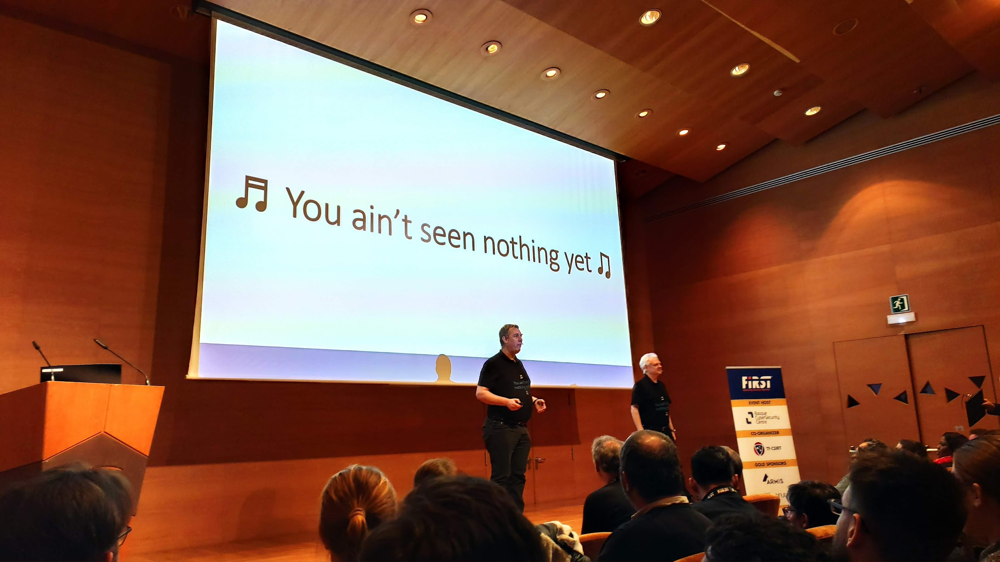 ♫ You ain't seen nothing yet ♫
FiRST
EVENT HOST
Basque
CyberSecurity
Centre
CO-ORGANIZER
TF-CSIRT
GOLD SPONSORS
ARMIS